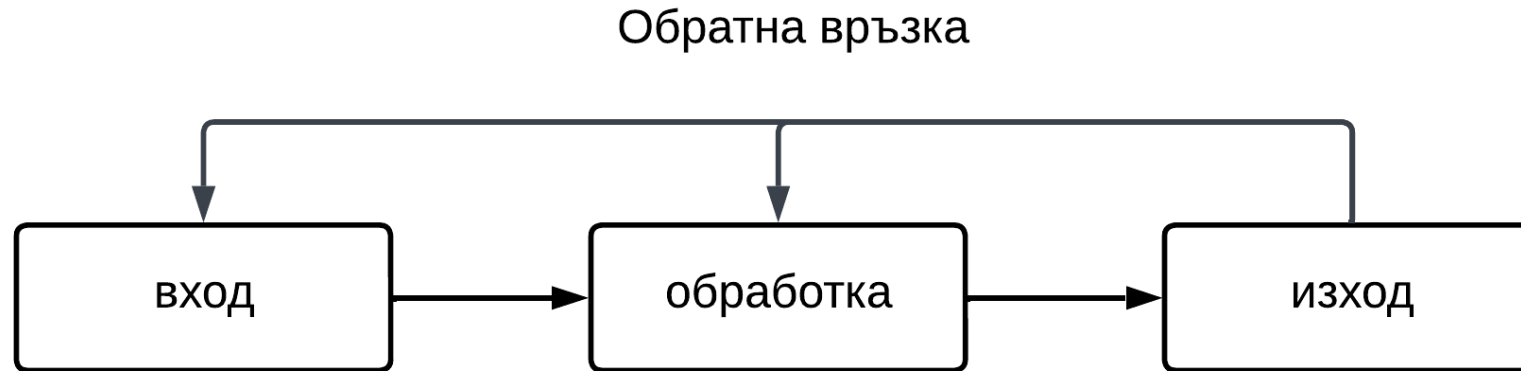 Обратна връзка
вход
обработка
изход